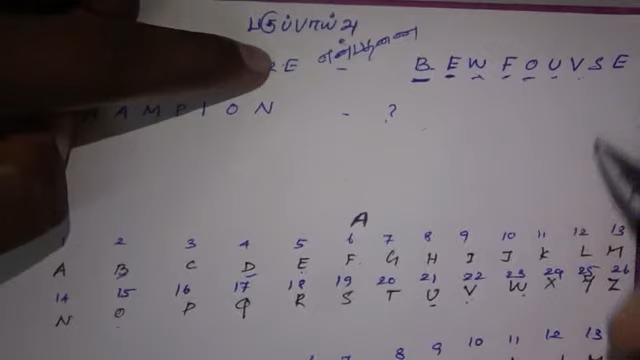 பகுப்பாய்வு
RE என்பதனை - BEWFOUVSE
AMPION - ?
A
1 2 3 4 5 6 7 8 9 10 11 12 13
A B C D E F G H I J K L M
14 15 16 17 18 19 20 21 22 23 24 25 26
N O P Q R S T U V W X Y Z
8 9 10 11 12 13